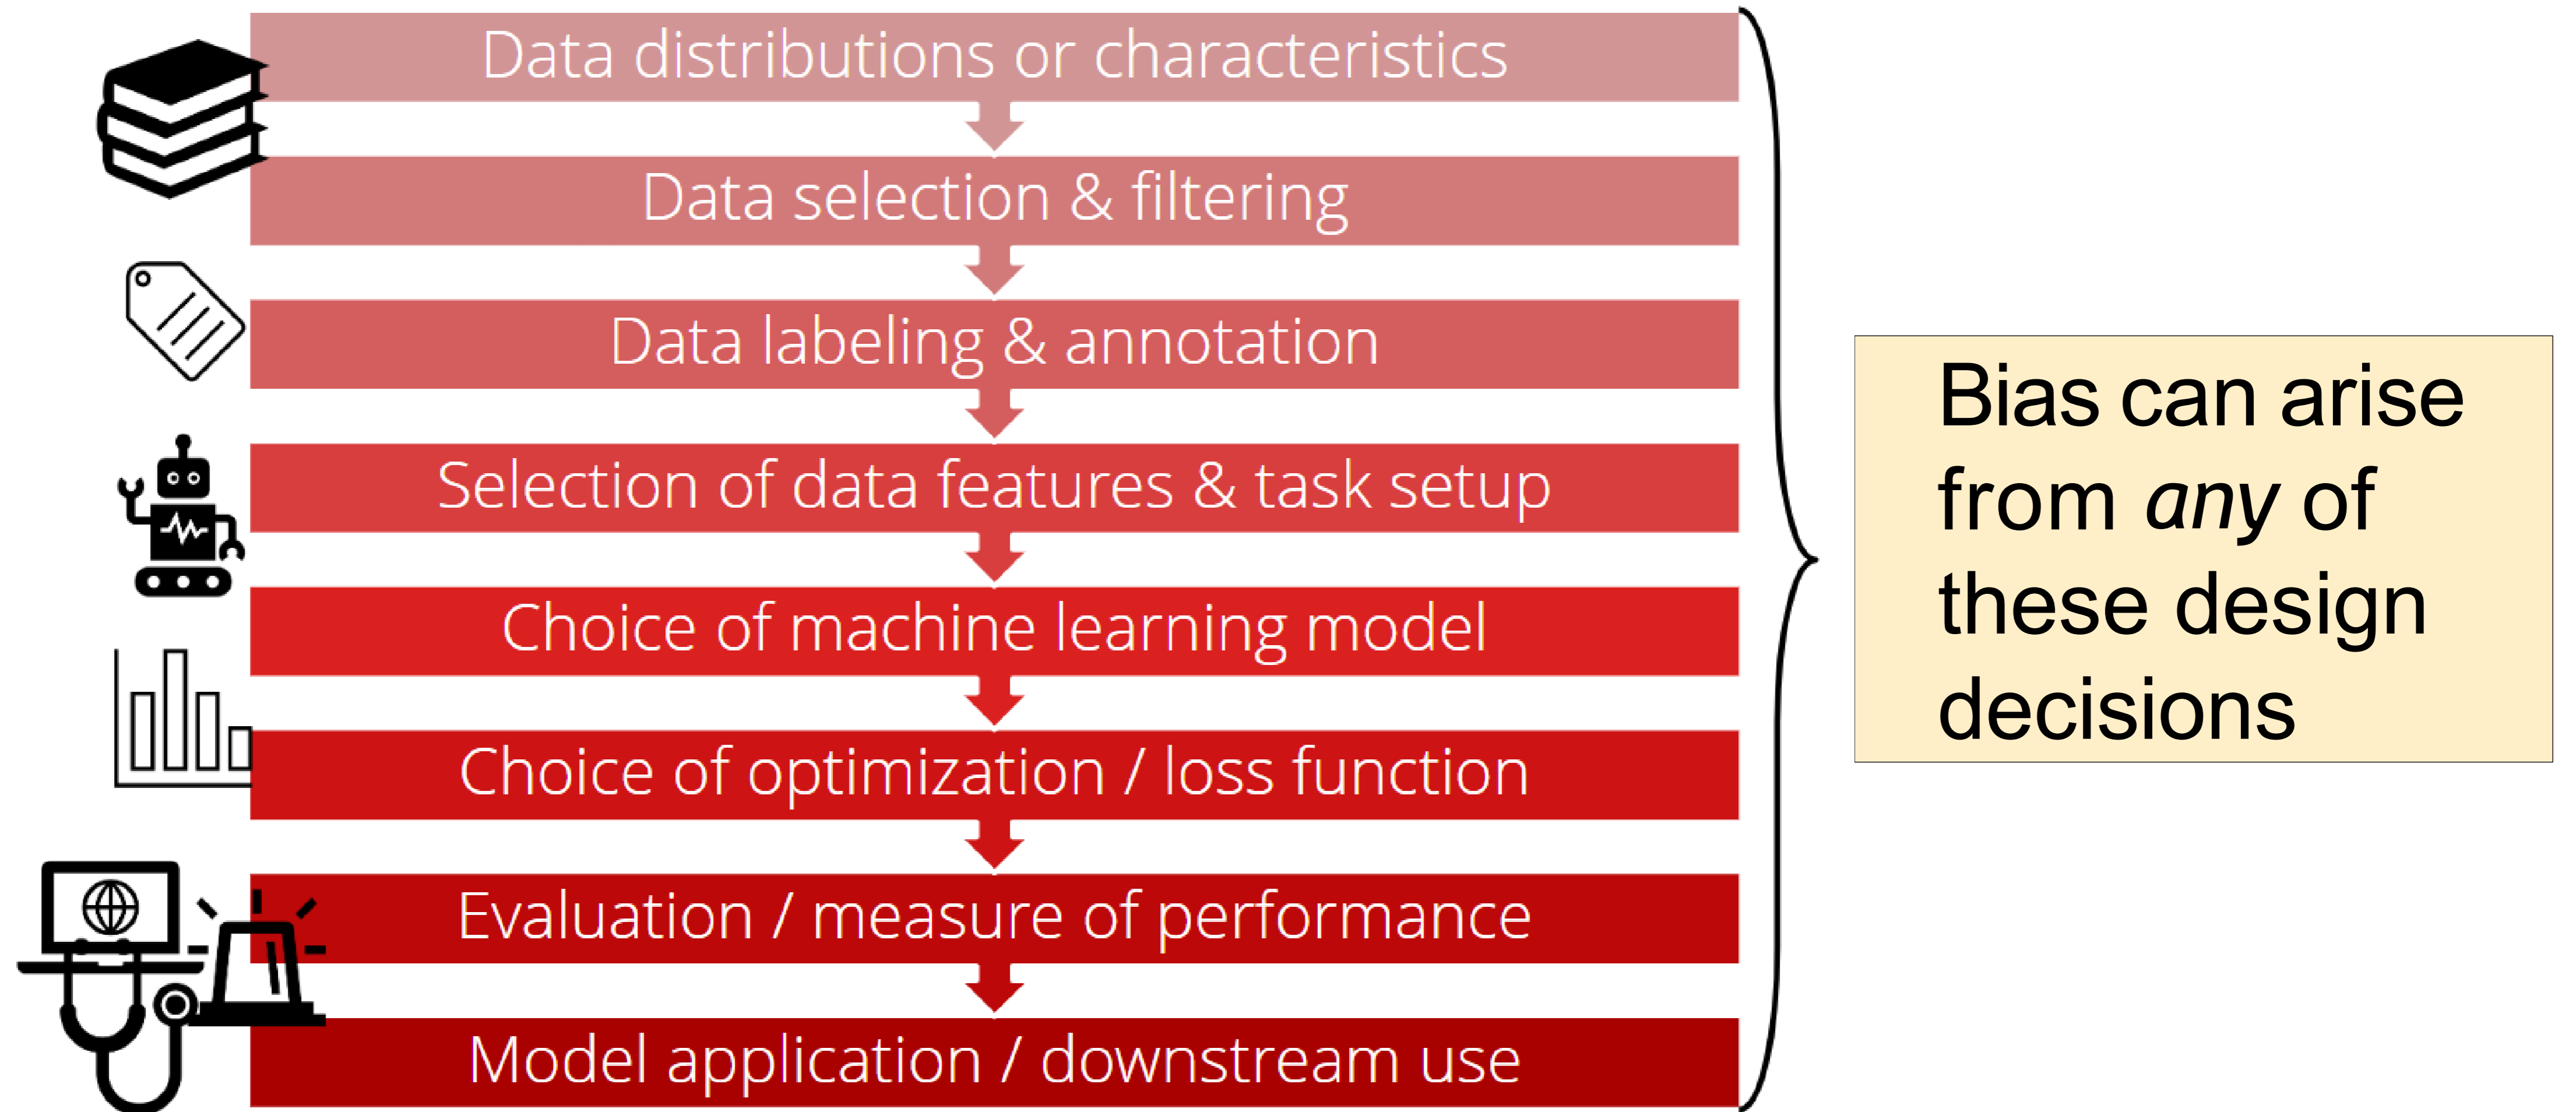 Data distributions or characteristics
Data selection & filtering
Data labeling & annotation
Selection of data features & task setup
Choice of machine learning model
Choice of optimization / loss function
Evaluation / measure of performance
Model application / downstream use
Bias can arise
from any of
these design
decisions